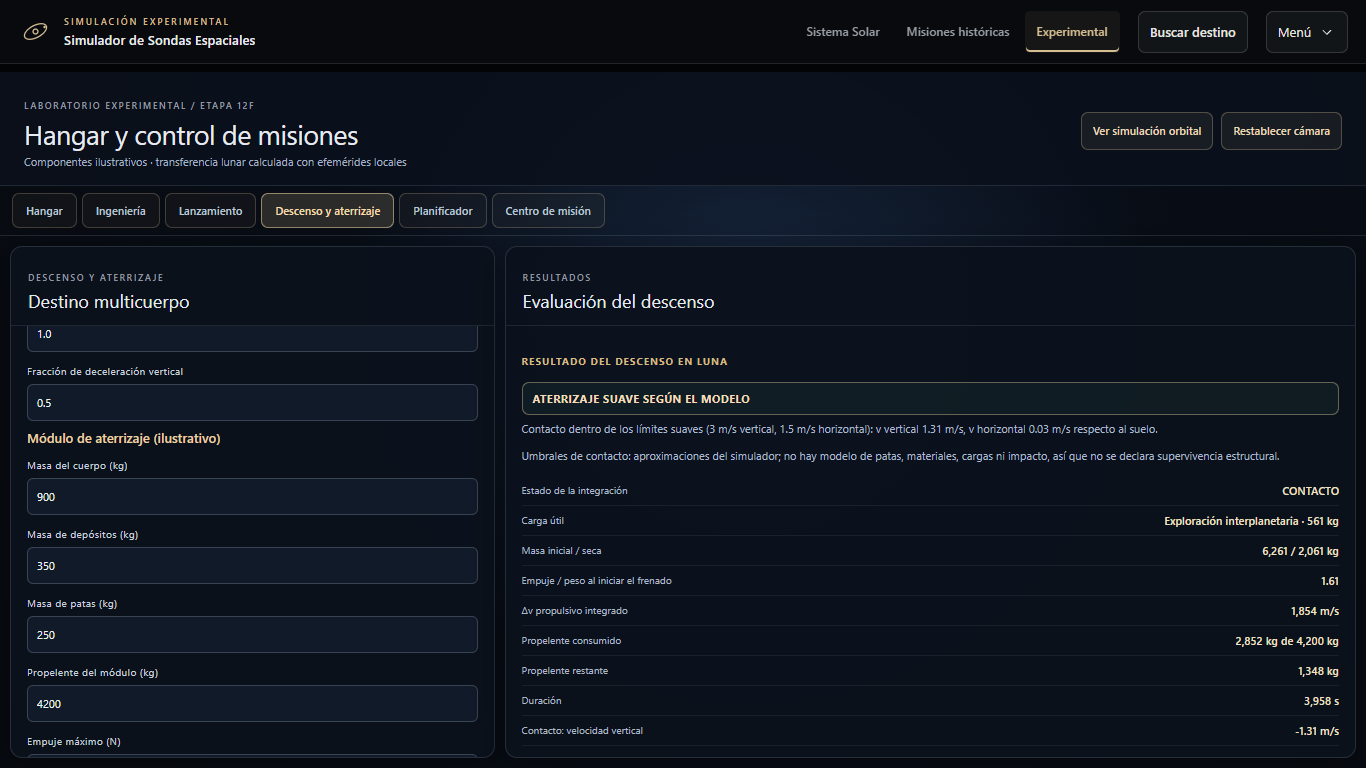 SIMULACIÓN EXPERIMENTAL
Simulador de Sondas Espaciales
Sistema Solar
Misiones históricas
Experimental
Buscar destino
Menú
LABORATORIO EXPERIMENTAL / ETAPA 12F
Hangar y control de misiones
Componentes ilustrativos · transferencia lunar calculada con efemérides locales
Ver simulación orbital
Restablecer cámara
Hangar
Ingeniería
Lanzamiento
Descenso y aterrizaje
Planificador
Centro de misión
DESCENSO Y ATERRIZAJE
Destino multicuerpo
1.0
Fracción de deceleración vertical
0.5
Módulo de aterrizaje (ilustrativo)
Masa del cuerpo (kg)
900
Masa de depósitos (kg)
350
Masa de patas (kg)
250
Propelente del módulo (kg)
4200
Empuje máximo (N)
RESULTADOS
Evaluación del descenso
RESULTADO DEL DESCENSO EN LUNA
ATERRIZAJE SUAVE SEGÚN EL MODELO
Contacto dentro de los límites suaves (3 m/s vertical, 1.5 m/s horizontal): v vertical 1.31 m/s, v horizontal 0.03 m/s respecto al suelo.
Umbrales de contacto: aproximaciones del simulador; no hay modelo de patas, materiales, cargas ni impacto, así que no se declara supervivencia estructural.
Estado de la integración CONTACTO
Carga útil Exploración interplanetaria · 561 kg
Masa inicial / seca 6,261 / 2,061 kg
Empuje / peso al iniciar el frenado 1.61
Δv propulsivo integrado 1,854 m/s
Propelente consumido 2,852 kg de 4,200 kg
Propelente restante 1,348 kg
Duración 3,958 s
Contacto: velocidad vertical -1.31 m/s